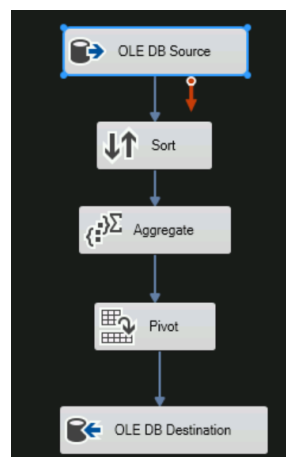 OLE DB Source
Sort
Aggregate
Pivot
OLE DB Destination